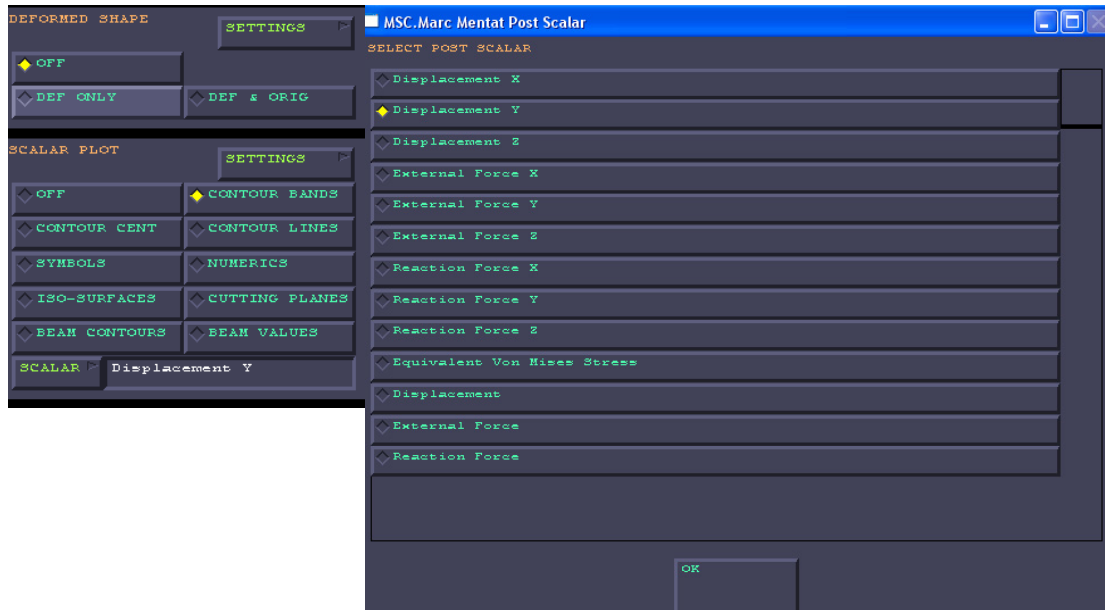 DEFORMED SHAPE
SETTINGS
OFF
DEF ONLY
DEF & ORIG
SCALAR PLOT
SETTINGS
OFF
CONTOUR BANDS
CONTOUR CENT
CONTOUR LINES
SYMBOLS
NUMERICS
ISO-SURFACES
CUTTING PLANES
BEAM CONTOURS
BEAM VALUES
SCALAR
Displacement Y
MSC.Marc Mentat Post Scalar
SELECT POST SCALAR
Displacement X
Displacement Y
Displacement Z
External Force X
External Force Y
External Force Z
Reaction Force X
Reaction Force Y
Reaction Force Z
Equivalent Von Mises Stress
Displacement
External Force
Reaction Force
OK